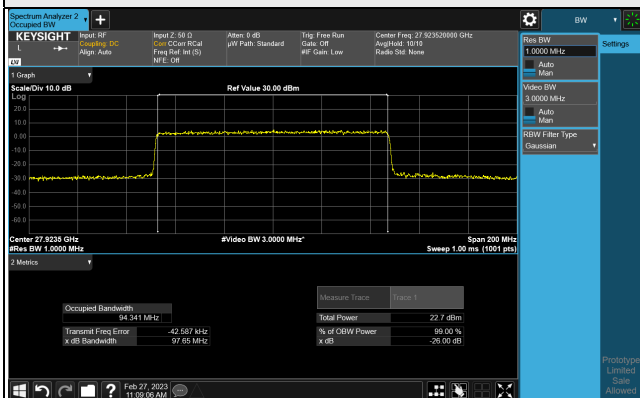 Spectrum Analyzer 2
Occupied BW
KEYSIGHT
L
Input: RF
Coupling: DC
Align: Auto
Input Z: 50 Ω
Corr CCorr RCal
Freq Ref: Int (S)
NFE: Off
Atten: 0 dB
µW Path: Standard
Trig: Free Run
Gate: Off
#IF Gain: Low
Center Freq: 27.923520000 GHz
Avg|Hold: 10/10
Radio Std: None
BW
Settings
Res BW
1.0000 MHz
Auto
Man
Video BW
3.0000 MHz
Auto
Man
RBW Filter Type
Gaussian
1 Graph
Scale/Div 10.0 dB
Ref Value 30.00 dBm
Log
20.0
10.0
0.00
-10.0
-20.0
-30.0
-40.0
-50.0
-60.0
Center 27.9235 GHz
#Video BW 3.0000 MHz*
Span 200 MHz
#Res BW 1.0000 MHz
Sweep 1.00 ms (1001 pts)
2 Metrics
Measure Trace
Trace 1
Occupied Bandwidth
94.341 MHz
Total Power
22.7 dBm
Transmit Freq Error
-42.587 kHz
% of OBW Power
99.00 %
x dB Bandwidth
97.65 MHz
x dB
-26.00 dB
Prototype
Limited
Sale
Allowed
?
Feb 27, 2023
11:09:06 AM